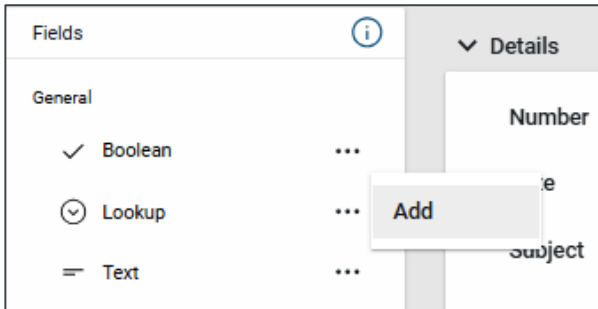 Fields
General
Boolean
Lookup
Text
Add
Details
Number
Subject